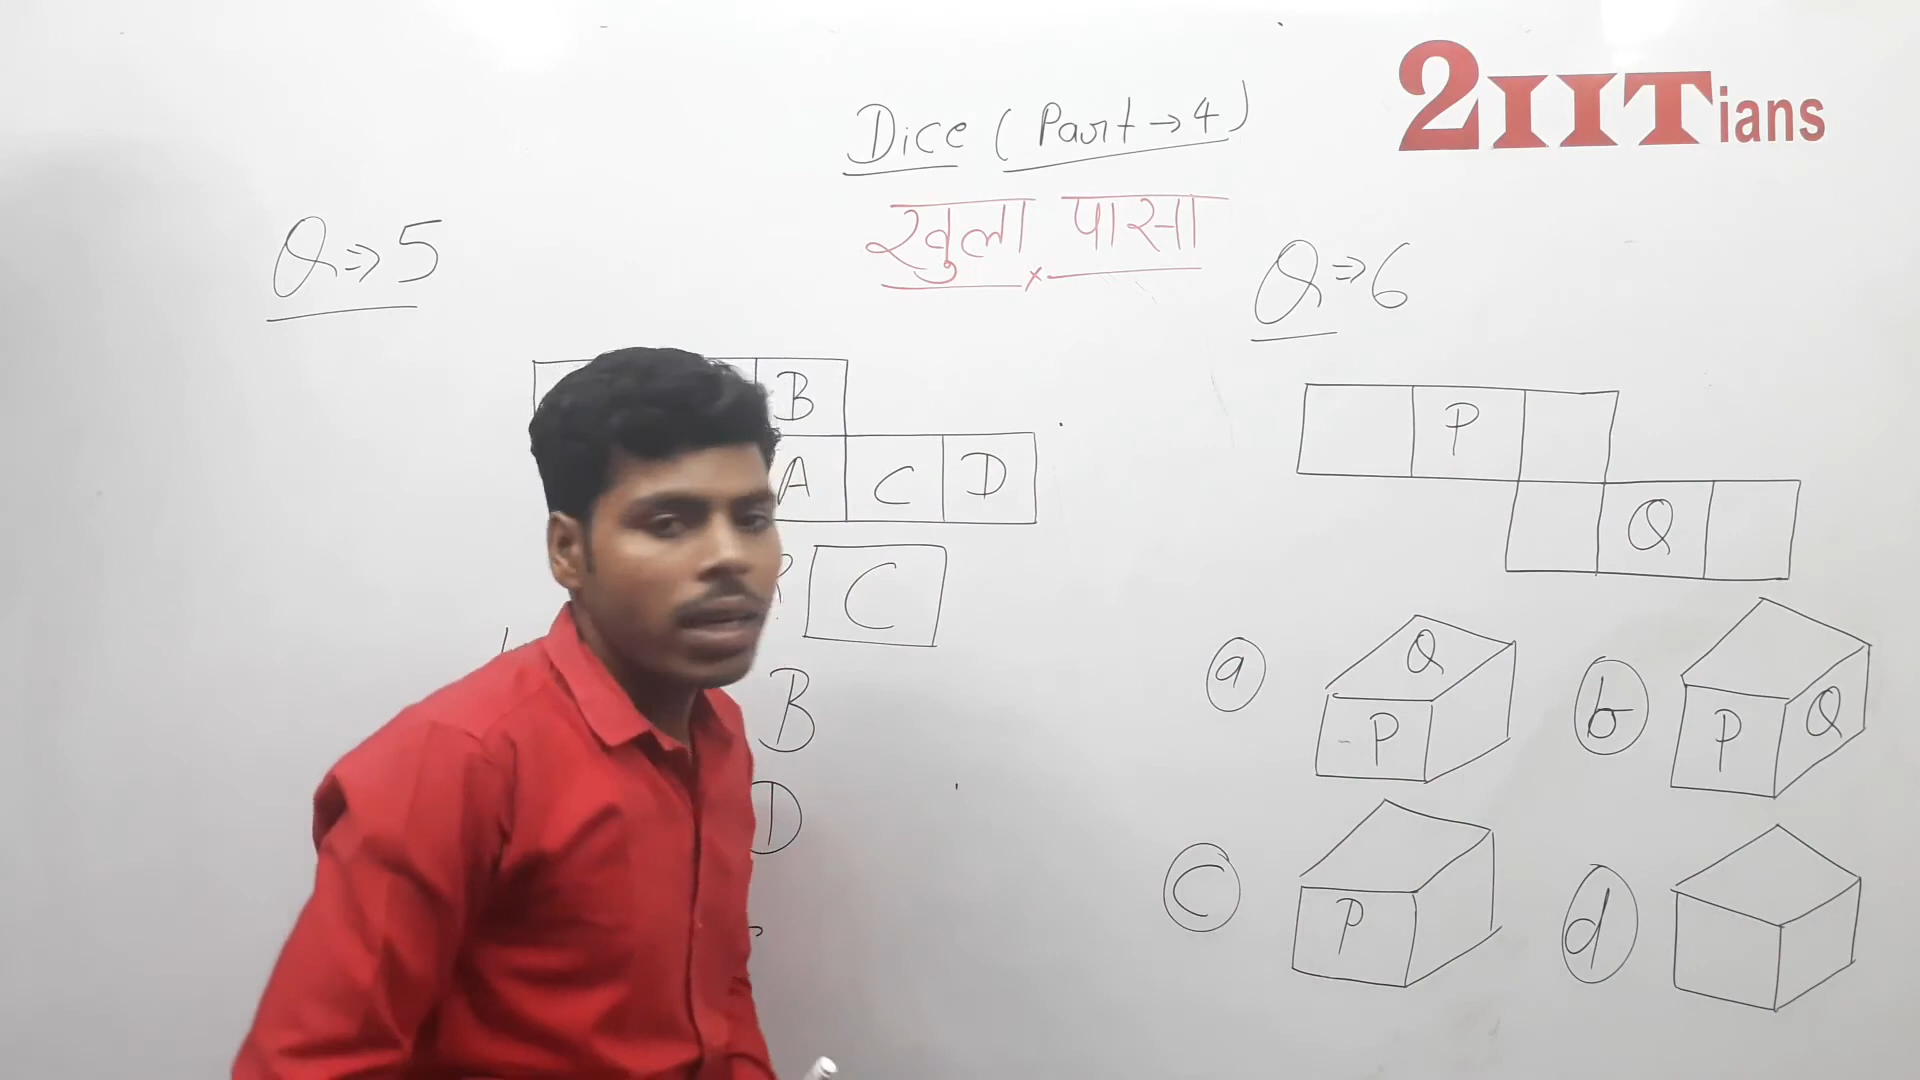 2IITians
Dice (Part → 4)
खुला पासा
Q ⇒ 5
Q ⇒ 6
B
A C D
C
B
D
P
Q
a Q P
b P Q
c P
d